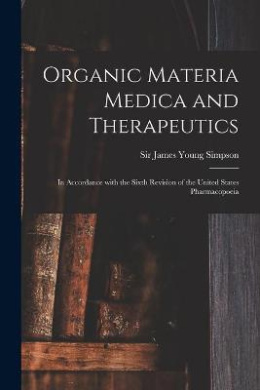 Organic Materia
Medica and
Therapeutics
Sir James Young Simpson
In Accordance with the Sixth Revision of the United States
Pharmacopoeia